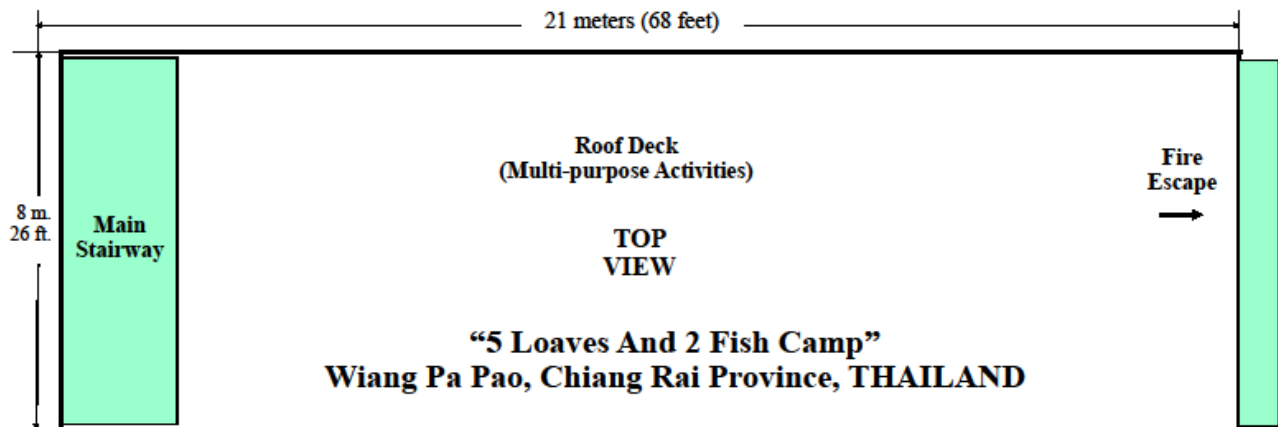 21 meters (68 feet)
Roof Deck
(Multi-purpose Activities)
Fire
Escape
8 m.
26 ft.
Main
Stairway
TOP
VIEW
“5 Loaves And 2 Fish Camp”
Wiang Pa Pao, Chiang Rai Province, THAILAND